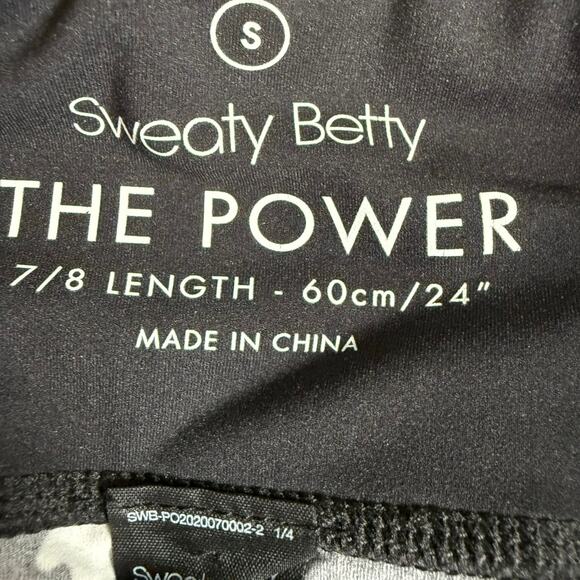 S
Sweaty Betty
THE POWER
7/8 LENGTH - 60cm/24"
MADE IN CHINA
SWB-PO2020070002-2 1/4